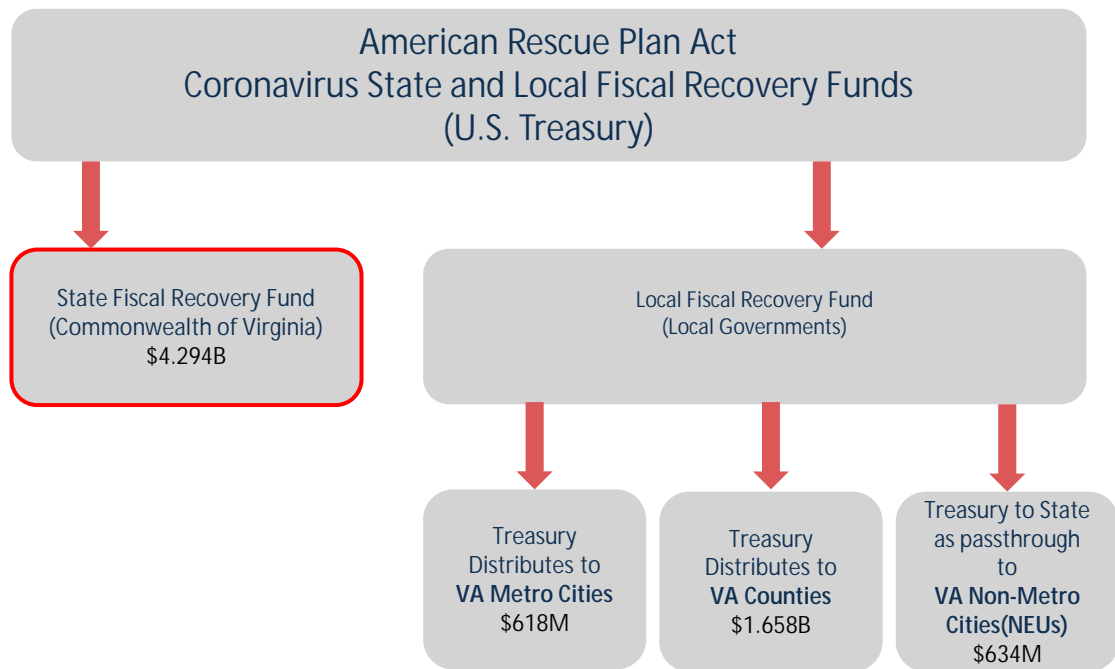 American Rescue Plan Act
Coronavirus State and Local Fiscal Recovery Funds
(U.S. Treasury)
State Fiscal Recovery Fund
(Commonwealth of Virginia)
$4.294B
Local Fiscal Recovery Fund
(Local Governments)
Treasury
Distributes to
VA Metro Cities
$618M
Treasury
Distributes to
VA Counties
$1.658B
Treasury to State
as passthrough
to
VA Non-Metro
Cities(NEUs)
$634M